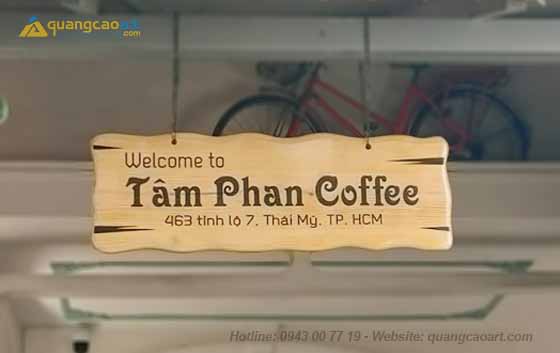 quangcaoart
.com
Welcome to
Tâm Phan Coffee
463 tỉnh lộ 7, Thái Mỹ, TP. HCM
Hotline: 0943 00 77 19 - Website: quangcaoart.com